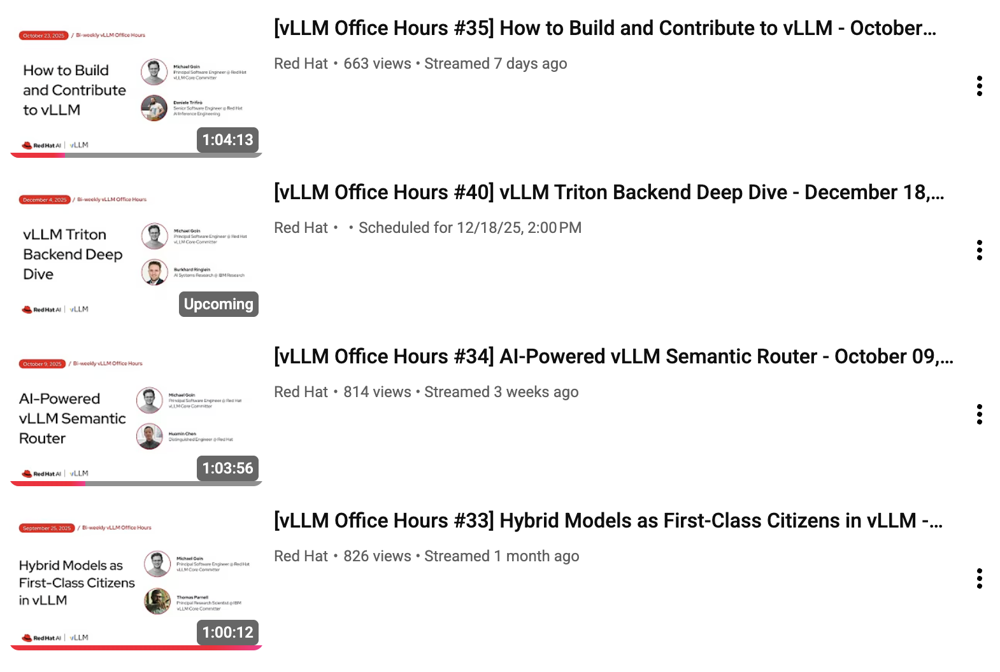 October 23, 2025 / Bi-weekly vLLM Office Hours
How to Build
and Contribute
to vLLM
Michael Goin
Principal Software Engineer @ Red Hat
vLLM Core Committer
Daniele Trifirò
Senior Software Engineer @ Red Hat
AI Inference Engineering
Red Hat AI | vLLM
1:04:13
[vLLM Office Hours #35] How to Build and Contribute to vLLM - October...
Red Hat • 663 views • Streamed 7 days ago
December 4, 2025 / Bi-weekly vLLM Office Hours
vLLM Triton
Backend Deep
Dive
Michael Goin
Principal Software Engineer @ Red Hat
vLLM Core Committer
Burkhard Ringlein
AI Systems Research @ IBM Research
Red Hat AI | vLLM
Upcoming
[vLLM Office Hours #40] vLLM Triton Backend Deep Dive - December 18,...
Red Hat • • Scheduled for 12/18/25, 2:00 PM
October 9, 2025 / Bi-weekly vLLM Office Hours
AI-Powered
vLLM Semantic
Router
Michael Goin
Principal Software Engineer @ Red Hat
vLLM Core Committer
Huamin Chen
Distinguished Engineer @ Red Hat
Red Hat AI | vLLM
1:03:56
[vLLM Office Hours #34] AI-Powered vLLM Semantic Router - October 09,...
Red Hat • 814 views • Streamed 3 weeks ago
September 25, 2025 / Bi-weekly vLLM Office Hours
Hybrid Models as
First-Class Citizens
in vLLM
Michael Goin
Principal Software Engineer @ Red Hat
vLLM Core Committer
Thomas Parnell
Principal Research Scientist @ IBM
vLLM Core Committer
Red Hat AI | vLLM
1:00:12
[vLLM Office Hours #33] Hybrid Models as First-Class Citizens in vLLM -...
Red Hat • 826 views • Streamed 1 month ago